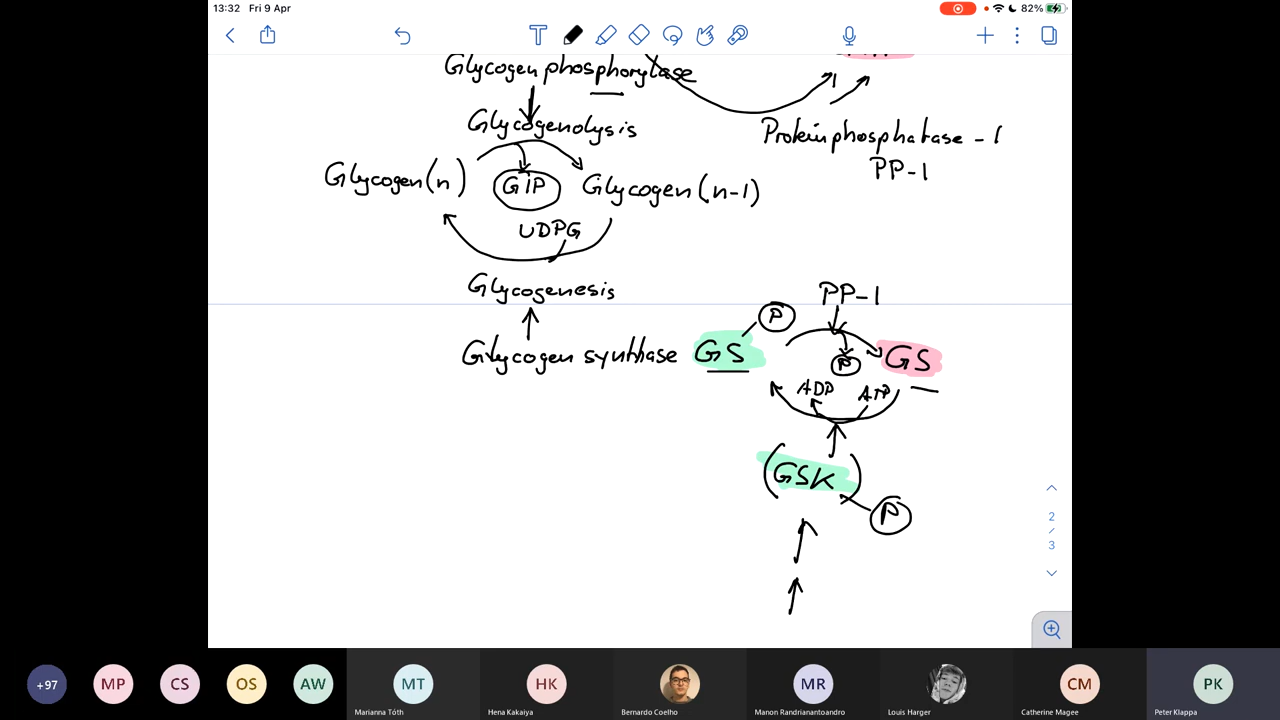 13:32 Fri 9 Apr
82%
Glycogen phosphorylase
Glycogenolysis
Proteinphosphatase-1
PP-1
Glycogen(n)
G1P
Glycogen(n-1)
UDPG
Glycogenesis
PP-1
P
Glycogen synthase GS
P
GS
ADP
ATP
(GSK)
P
2
/
3
+97
MP
CS
OS
AW
MT
HK
MR
CM
PK
Marianna Tóth
Hena Kakaiya
Bernardo Coelho
Manon Randrianantoandro
Louis Harger
Catherine Magee
Peter Klappa